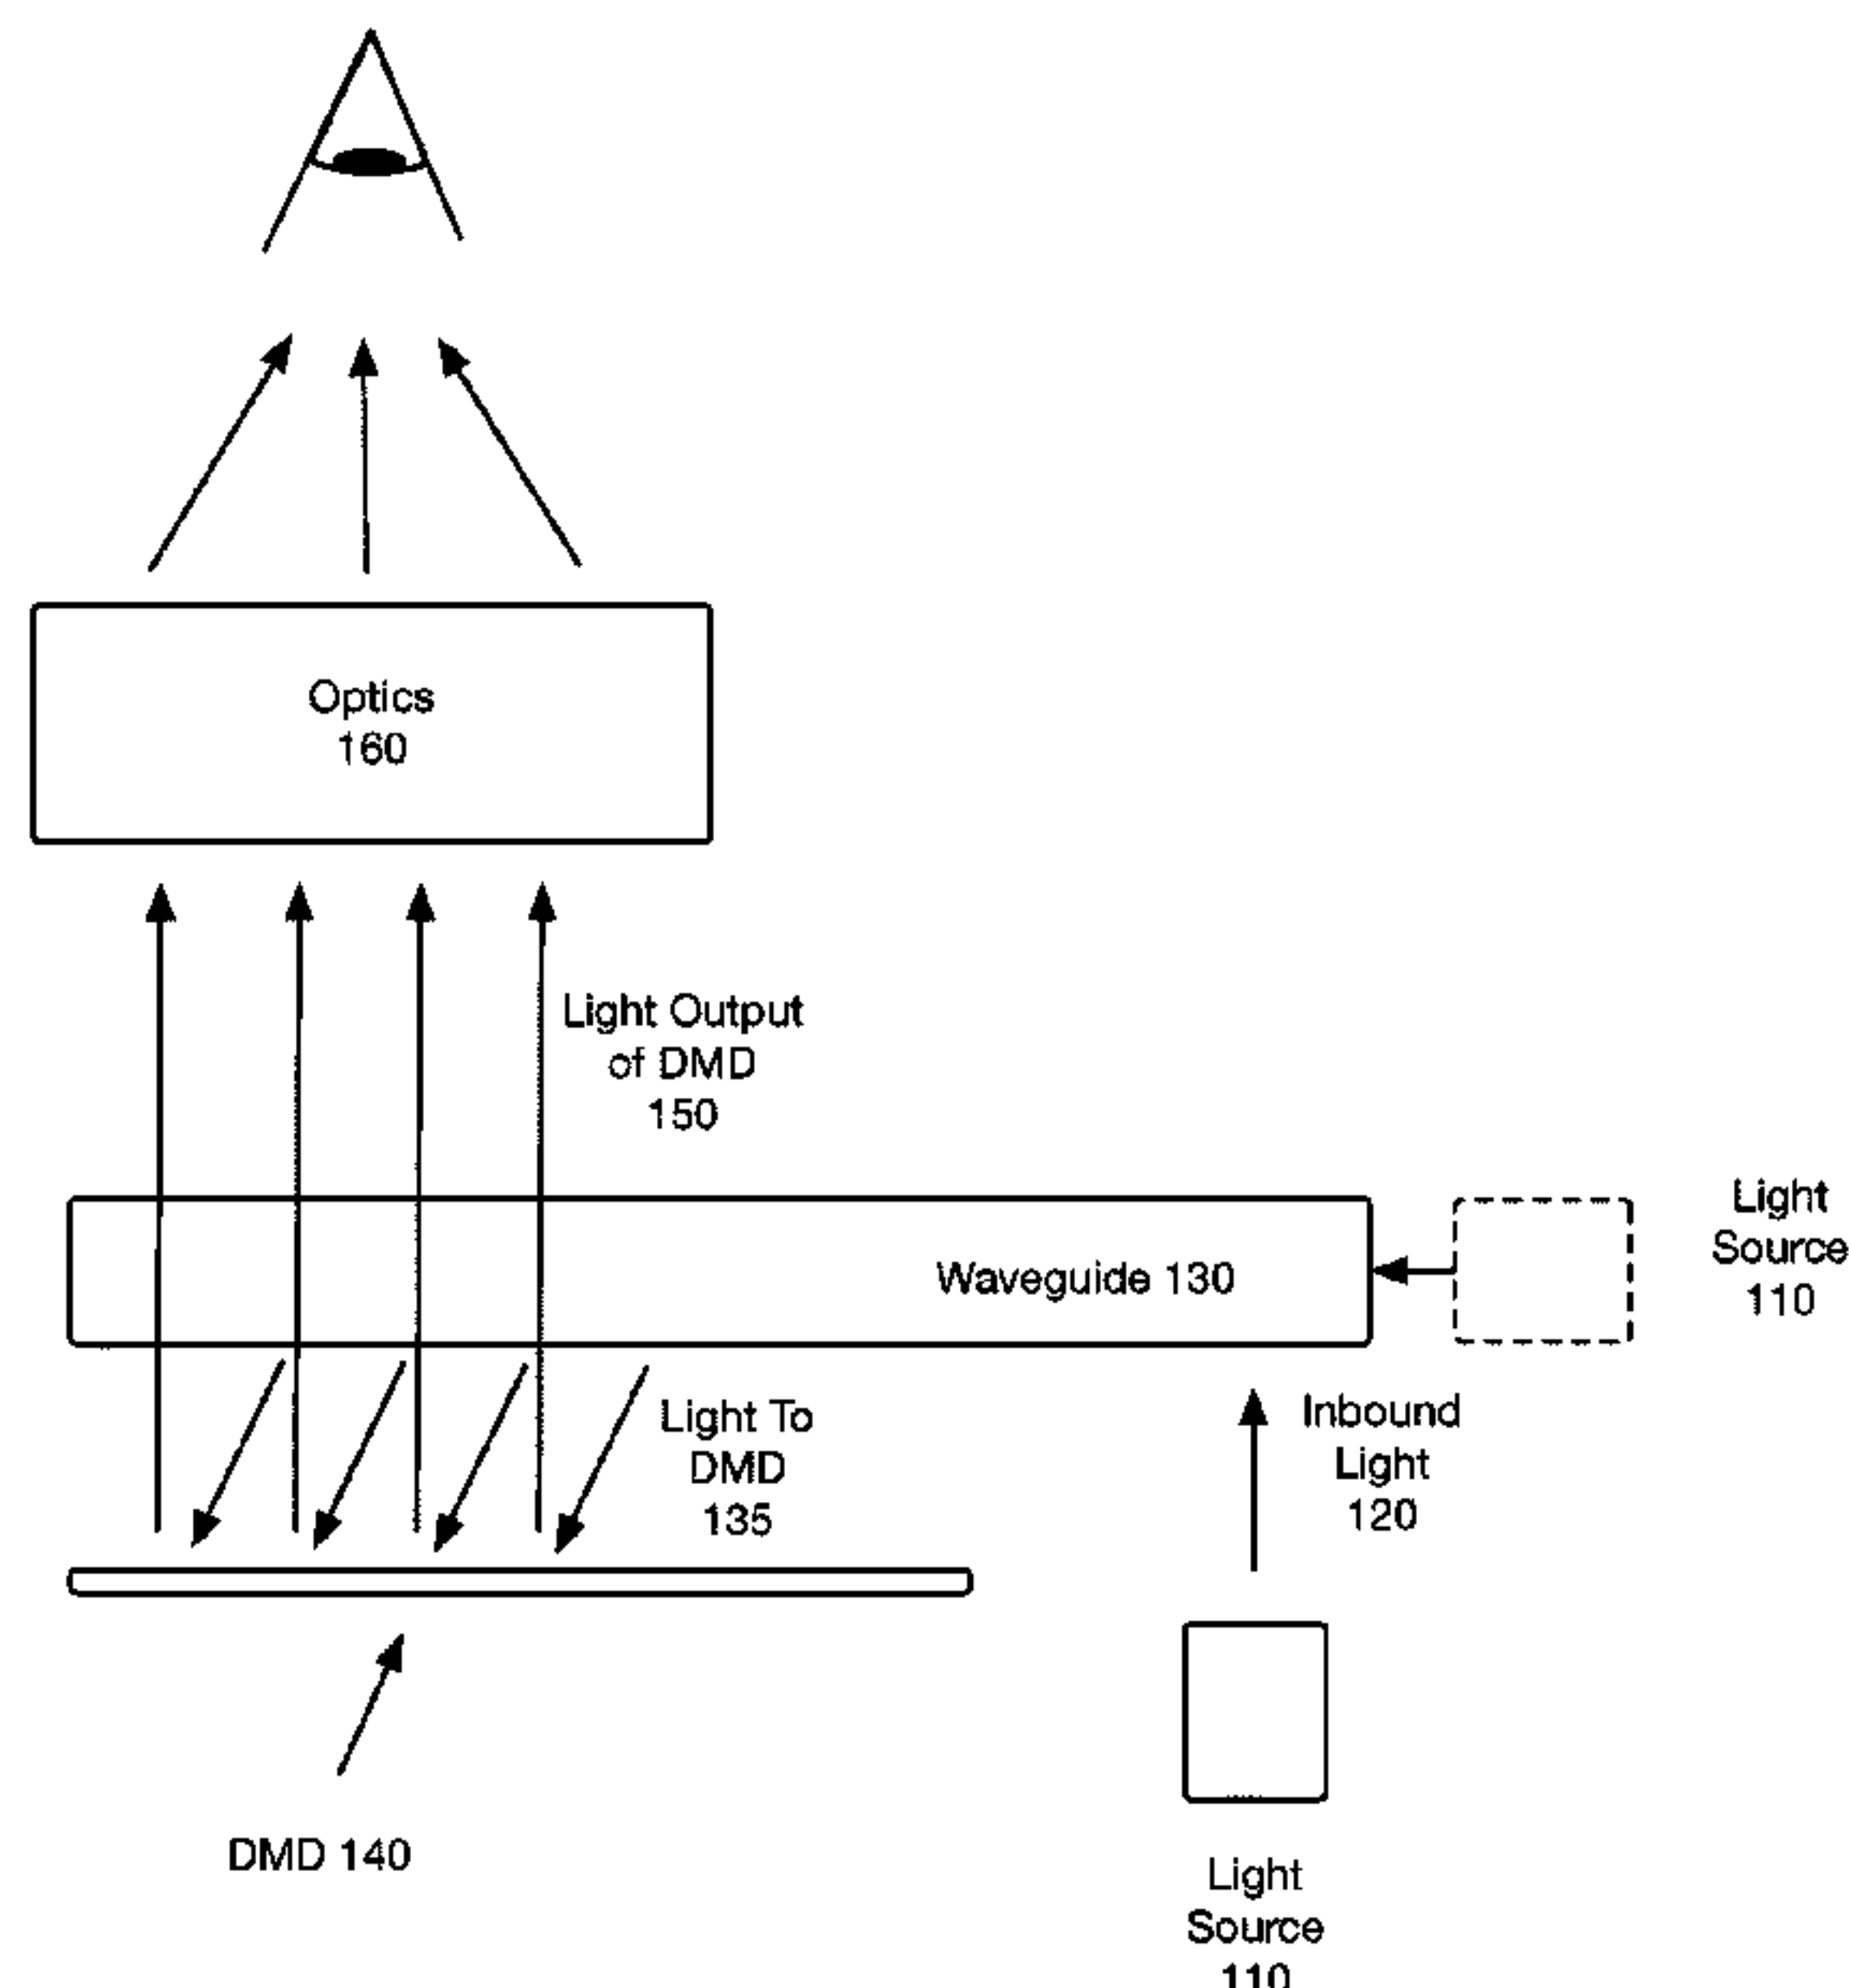 Optics
160
Light Output
of DMD
150
Waveguide 130
Light
Source
110
Light To
DMD
135
Inbound
Light
120
DMD 140
Light
Source
110